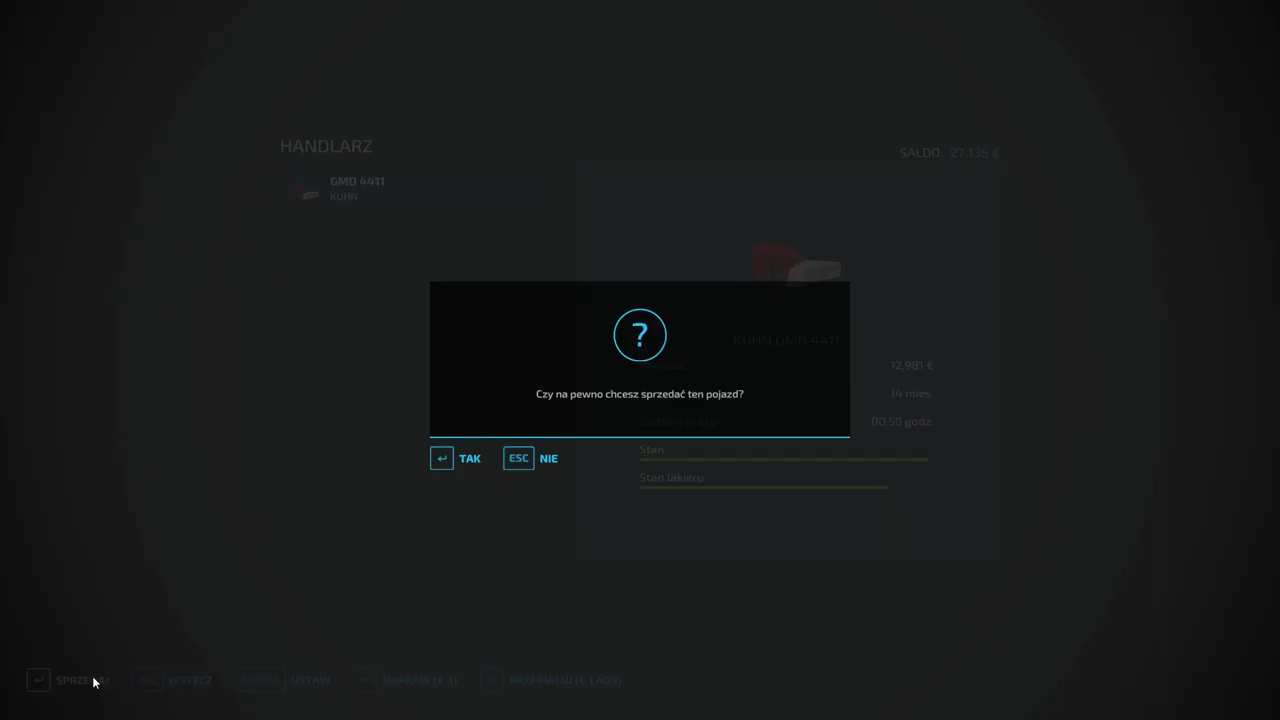 HANDLARZ
SALDO: 27,135 €
GMD 4411
KUHN
?
KUHN GMD 4411
12,981 €
Czy na pewno chcesz sprzedać ten pojazd?
14 mies.
00:50 godz.
Stan
TAK
ESC NIE
Stan lakieru
WSTECZ
USTAW
NAPRAW (€ 3)
PRZEMALUJ (€ 1,409)